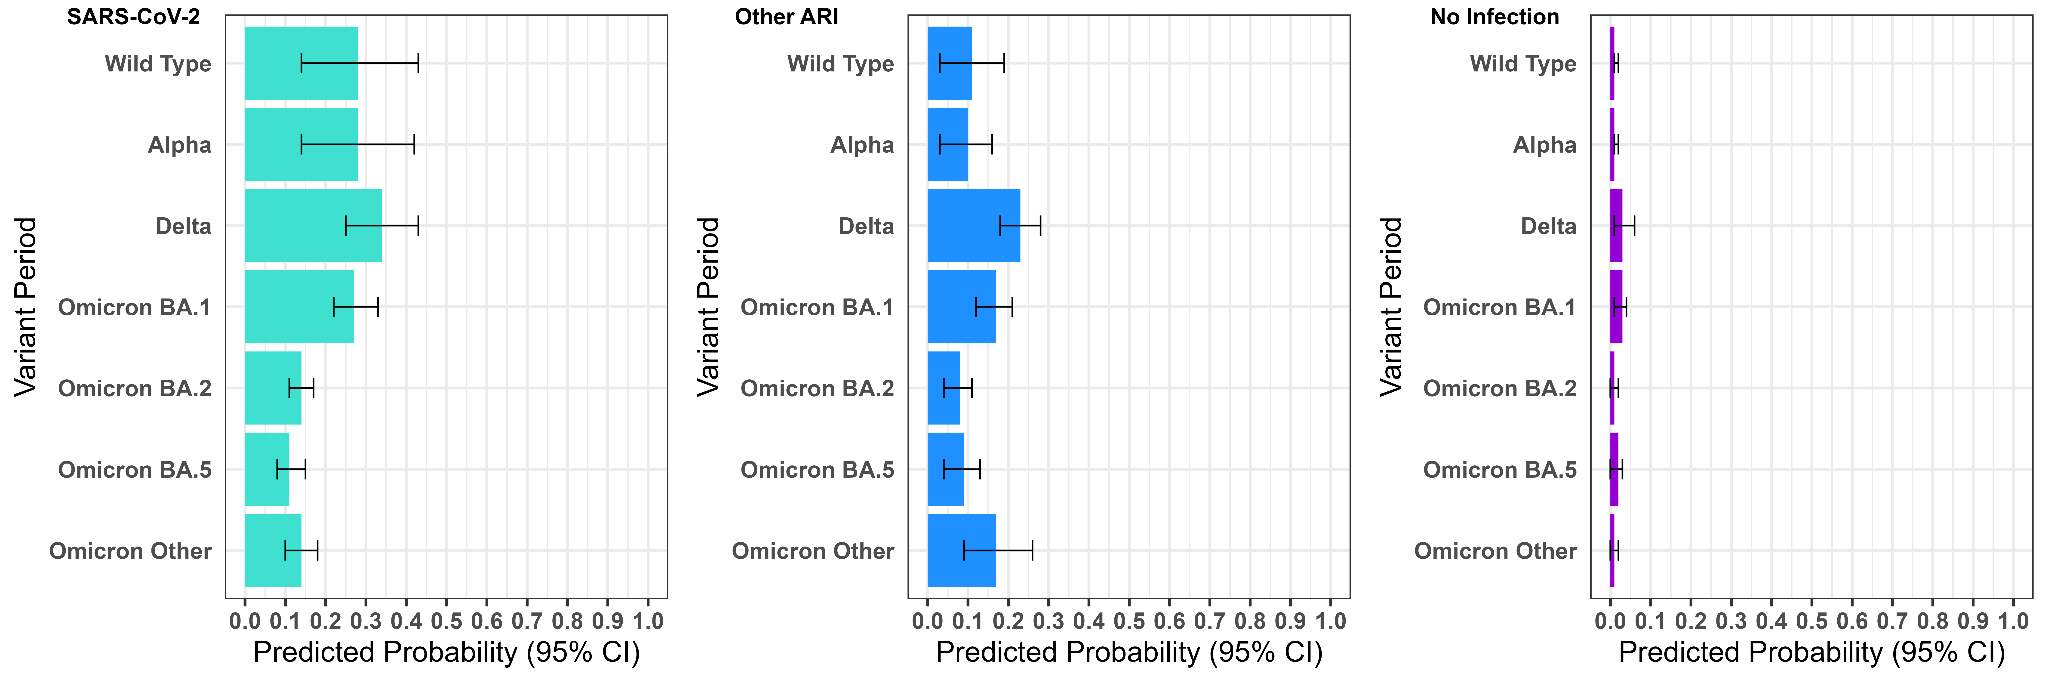 SARS-CoV-2
Variant Period
Wild Type
Alpha
Delta
Omicron BA.1
Omicron BA.2
Omicron BA.5
Omicron Other
0.0 0.1 0.2 0.3 0.4 0.5 0.6 0.7 0.8 0.9 1.0
Predicted Probability (95% CI)
Other ARI
Variant Period
Wild Type
Alpha
Delta
Omicron BA.1
Omicron BA.2
Omicron BA.5
Omicron Other
0.0 0.1 0.2 0.3 0.4 0.5 0.6 0.7 0.8 0.9 1.0
Predicted Probability (95% CI)
No Infection
Variant Period
Wild Type
Alpha
Delta
Omicron BA.1
Omicron BA.2
Omicron BA.5
Omicron Other
0.0 0.1 0.2 0.3 0.4 0.5 0.6 0.7 0.8 0.9 1.0
Predicted Probability (95% CI)